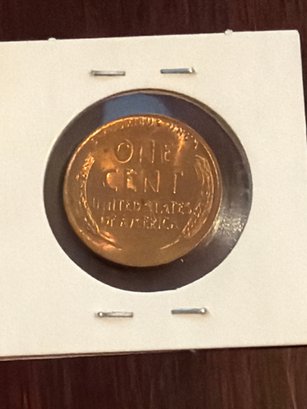 ONE
CENT
UNITED STATES
OF AMERICA